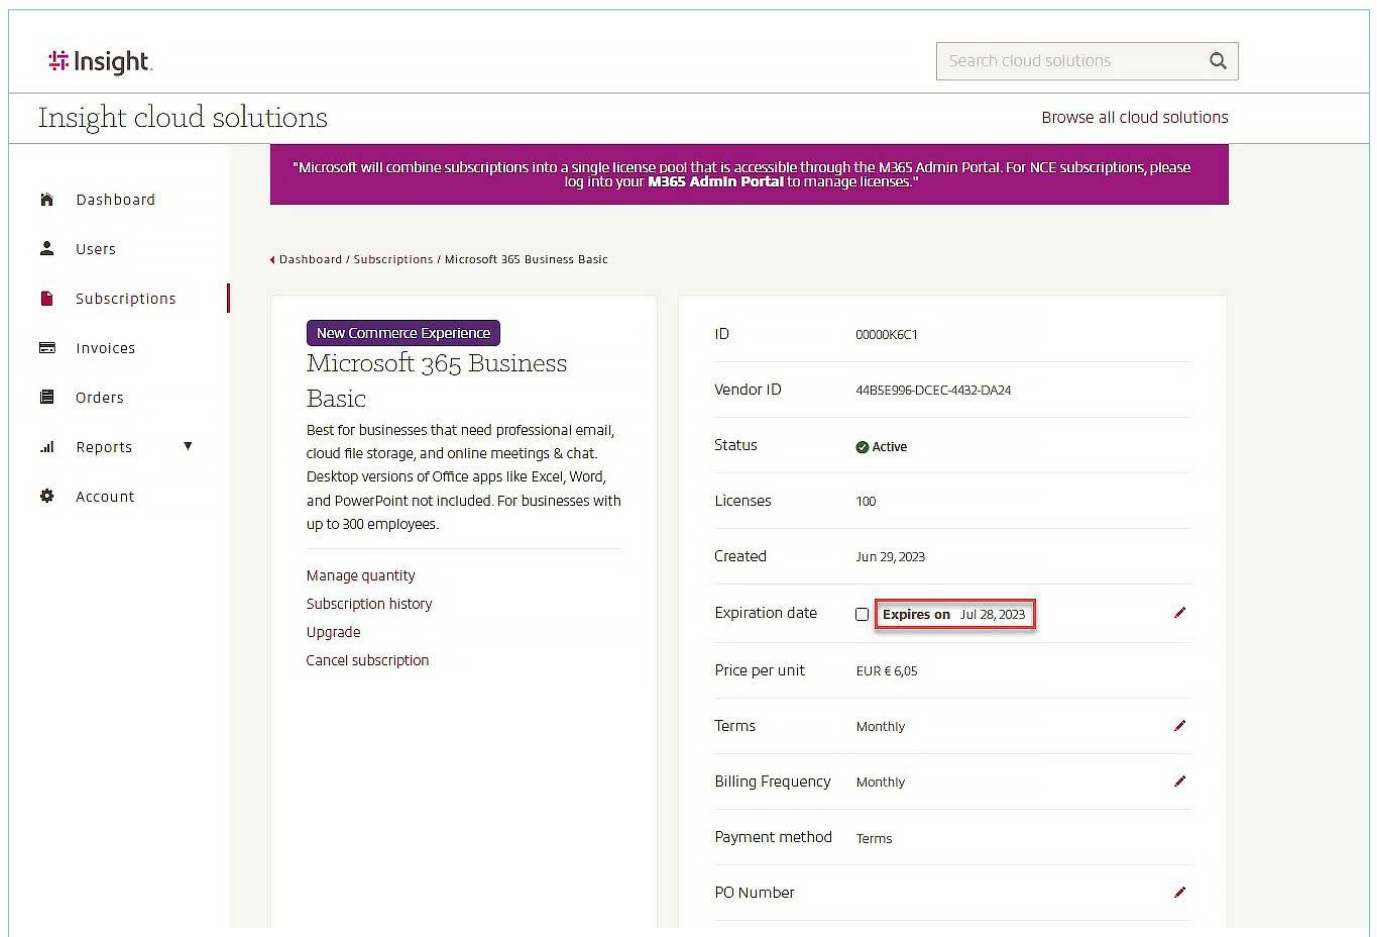 Insight.
Search cloud solutions
Insight cloud solutions
Browse all cloud solutions
"Microsoft will combine subscriptions into a single license pool that is accessible through the M365 Admin Portal. For NCE subscriptions, please
log into your M365 Admin Portal to manage licenses."
Dashboard
Users
Subscriptions
Invoices
Orders
Reports
Account
Dashboard / Subscriptions / Microsoft 365 Business Basic
New Commerce Experience
Microsoft 365 Business
Basic
Best for businesses that need professional email,
cloud file storage, and online meetings & chat.
Desktop versions of Office apps like Excel, Word,
and PowerPoint not included. For businesses with
up to 300 employees.
Manage quantity
Subscription history
Upgrade
Cancel subscription
ID 00000K6C1
Vendor ID 44B5E996-DCEC-4432-DA24
Status Active
Licenses 100
Created Jun 29, 2023
Expiration date Expires on Jul 28, 2023
Price per unit EUR € 6,05
Terms Monthly
Billing Frequency Monthly
Payment method Terms
PO Number